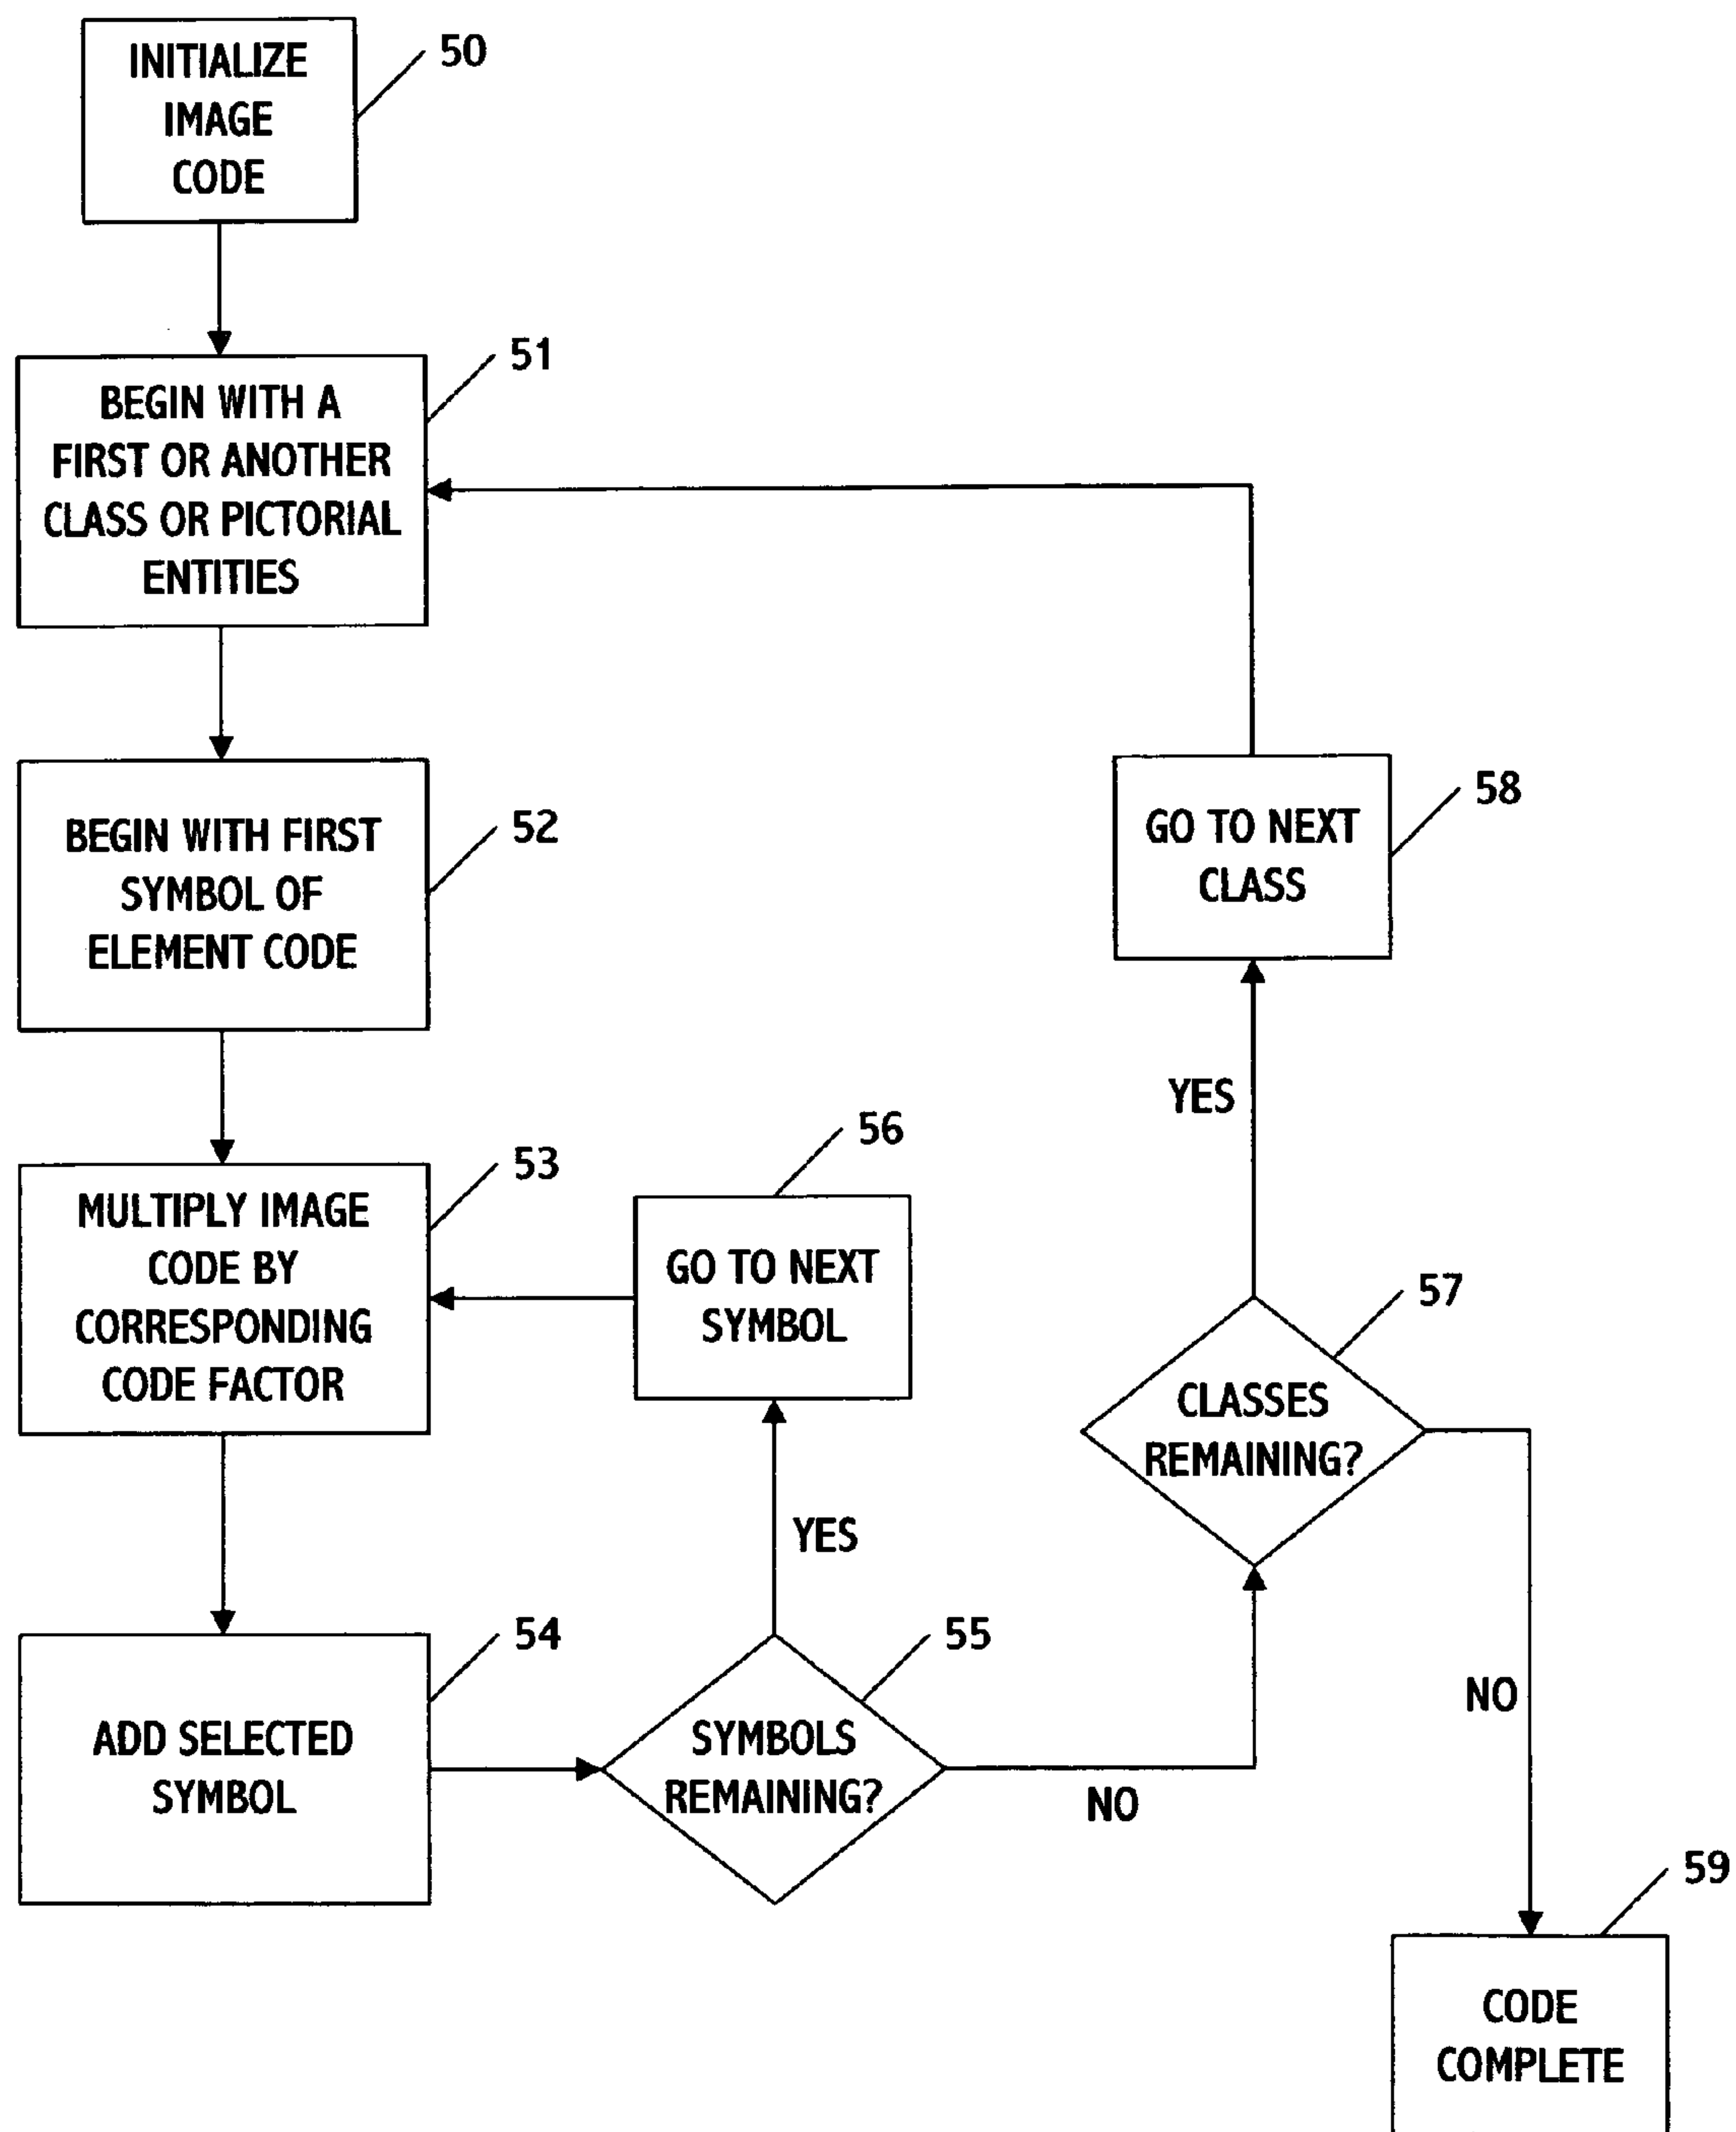 INITIALIZE
IMAGE
CODE
50
BEGIN WITH A
FIRST OR ANOTHER
CLASS OR PICTORIAL
ENTITIES
51
BEGIN WITH FIRST
SYMBOL OF
ELEMENT CODE
52
MULTIPLY IMAGE
CODE BY
CORRESPONDING
CODE FACTOR
53
ADD SELECTED
SYMBOL
54
SYMBOLS
REMAINING?
55
YES
NO
GO TO NEXT
SYMBOL
56
CLASSES
REMAINING?
57
YES
NO
GO TO NEXT
CLASS
58
CODE
COMPLETE
59